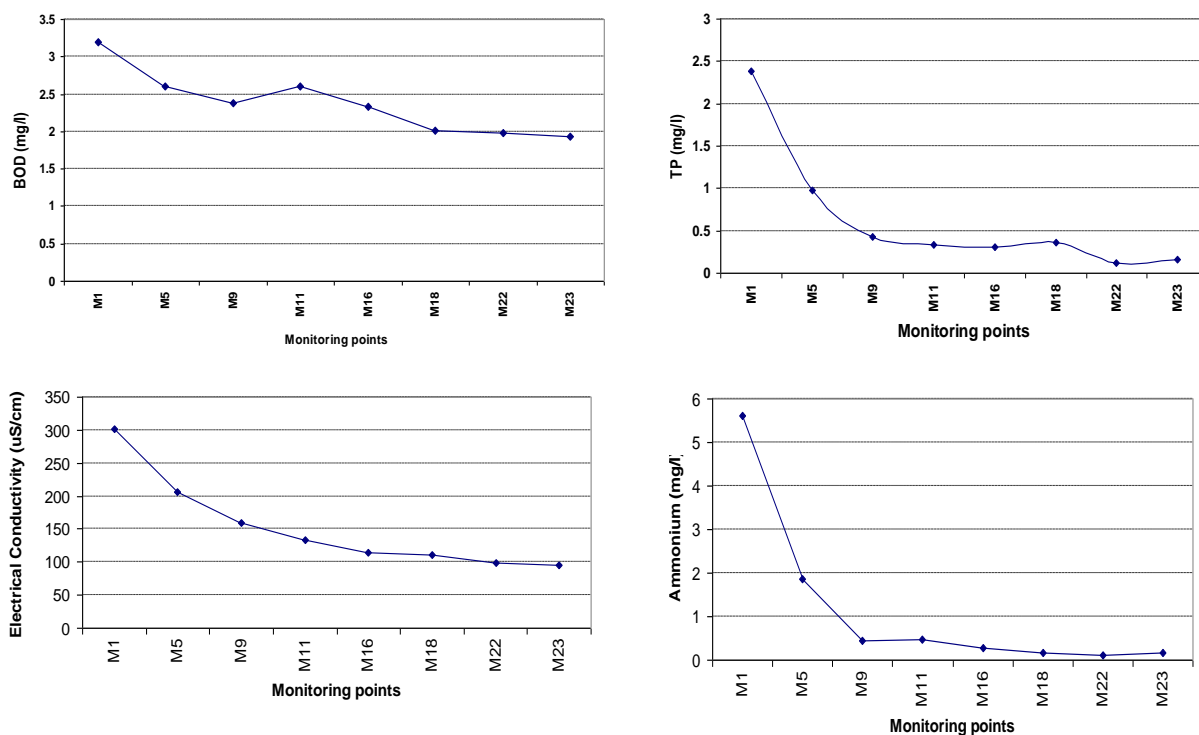 BOD (mg/l)
3.5
3
2.5
2
1.5
1
0.5
0
M1 M5 M9 M11 M16 M18 M22 M23
Monitoring points
TP (mg/l)
3
2.5
2
1.5
1
0.5
0
M1 M5 M9 M11 M16 M18 M22 M23
Monitoring points
Electrical Conductivity (uS/cm)
350
300
250
200
150
100
50
0
M1 M5 M9 M11 M16 M18 M22 M23
Monitoring points
Ammonium (mg/l)
6
5
4
3
2
1
0
M1 M5 M9 M11 M16 M18 M22 M23
Monitoring points